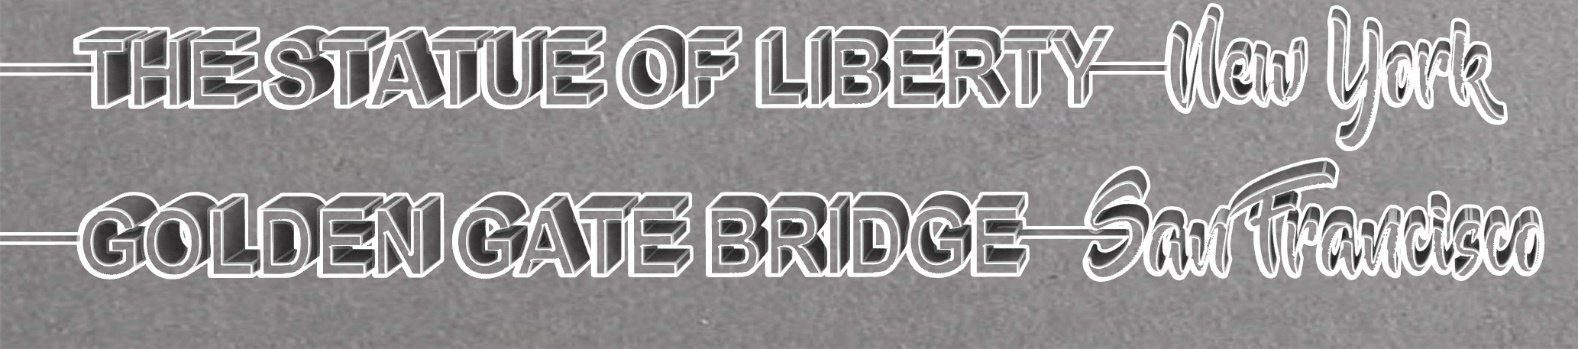 THE STATUE OF LIBERTY New York
GOLDEN GATE BRIDGE San Francisco